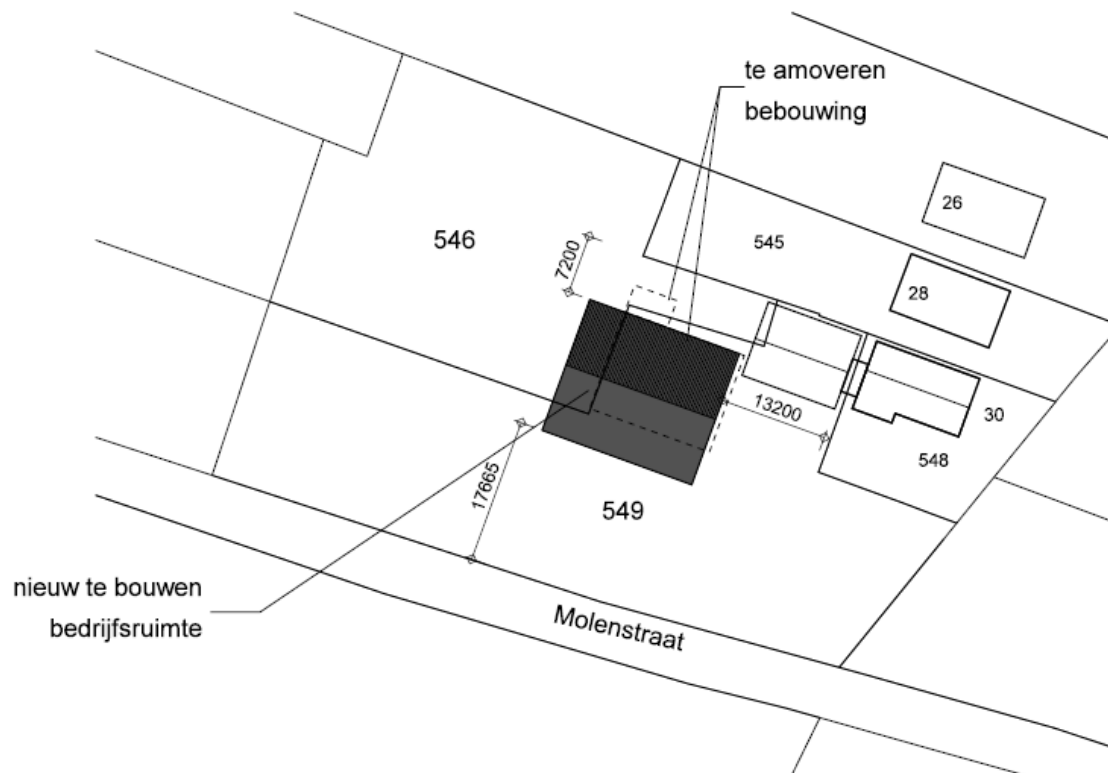 te amoveren
bebouwing
26
546
545
7200
28
13200
30
548
17665
549
nieuw te bouwen
bedrijfsruimte
Molenstraat